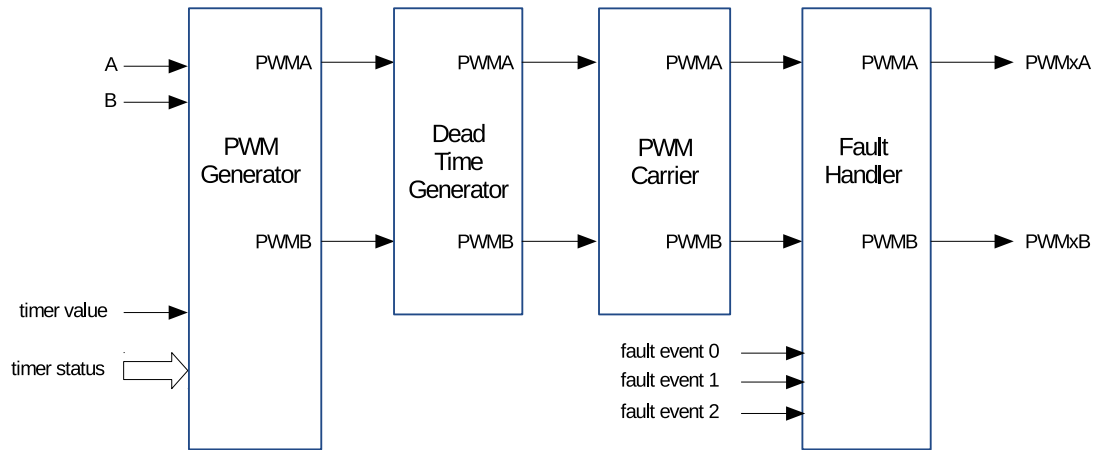 A
B
timer value
timer status
PWM
Generator
PWMA
PWMB
Dead
Time
Generator
PWMA
PWMB
PWM
Carrier
PWMA
PWMB
fault event 0
fault event 1
fault event 2
Fault
Handler
PWMA
PWMB
PWMxA
PWMxB